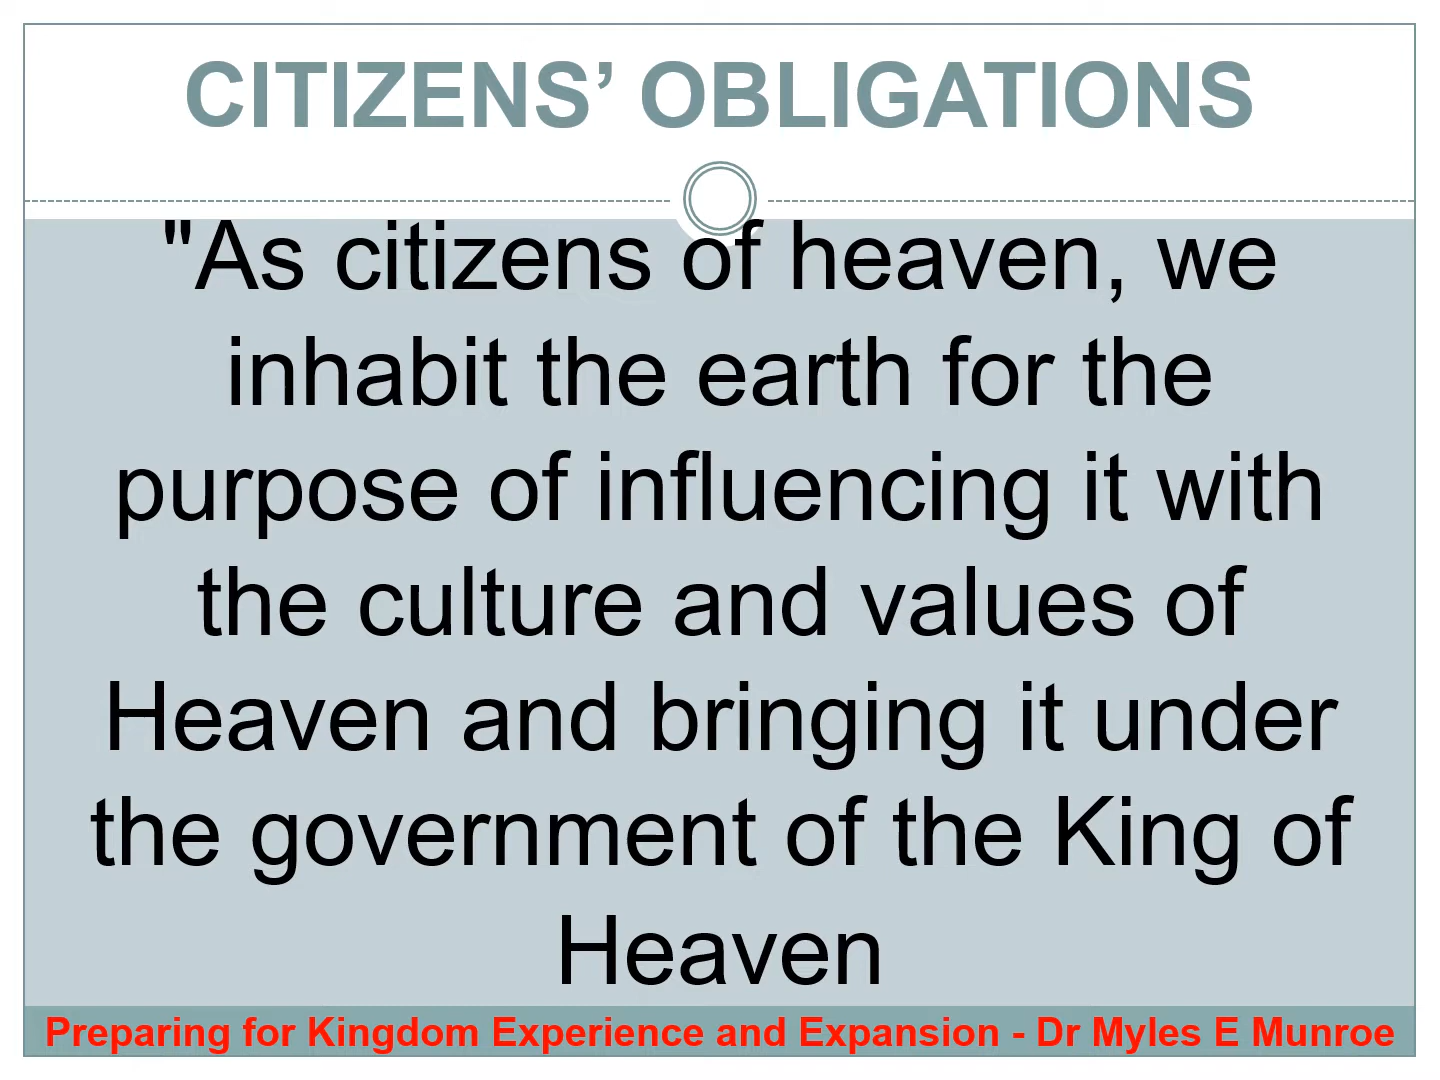 CITIZENS’ OBLIGATIONS
"As citizens of heaven, we
inhabit the earth for the
purpose of influencing it with
the culture and values of
Heaven and bringing it under
the government of the King of
Heaven
Preparing for Kingdom Experience and Expansion - Dr Myles E Munroe